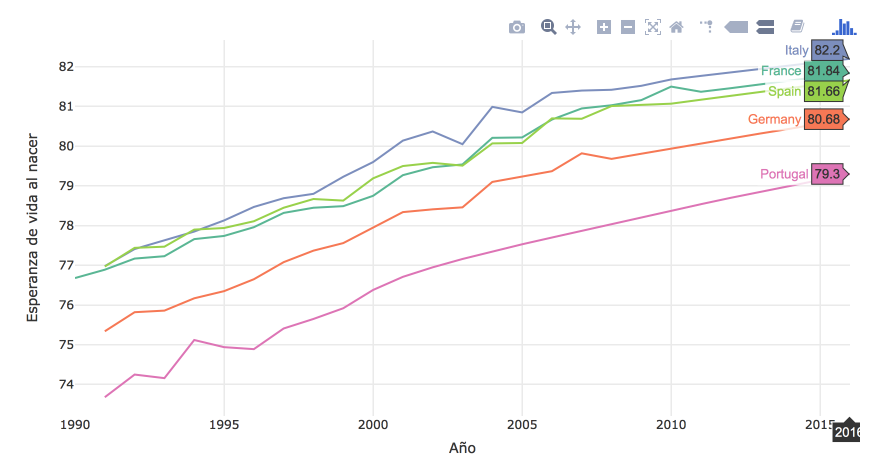 Italy 82.2
82
France 81.84
Spain 81.66
81
Germany 80.68
80
79
Portugal 79.3
78
77
76
75
74
Esperanza de vida al nacer
1990 1995 2000 2005 2010 2015
2016
Año